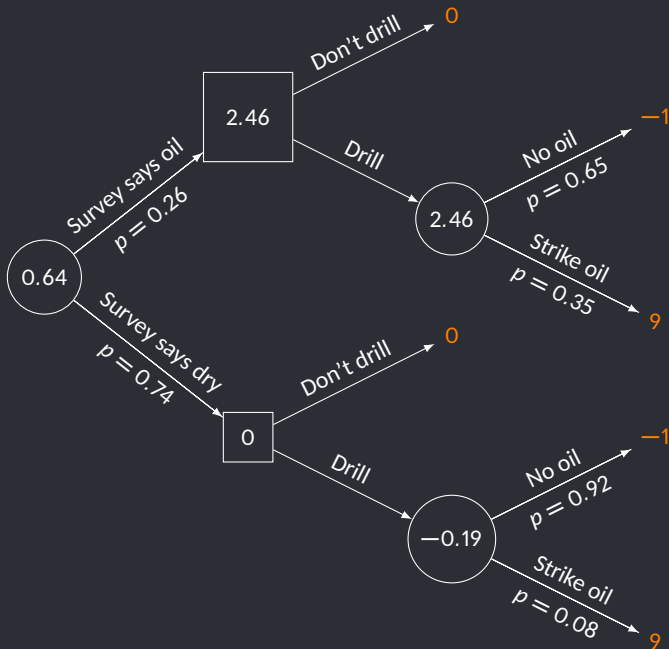 0
Don't drill
2.46
−1
No oil
p = 0.65
Drill
Survey says oil
p = 0.26
2.46
Strike oil
p = 0.35
0.64
9
Survey says dry
p = 0.74
0
Don't drill
0
−1
Drill
No oil
p = 0.92
−0.19
Strike oil
p = 0.08
9